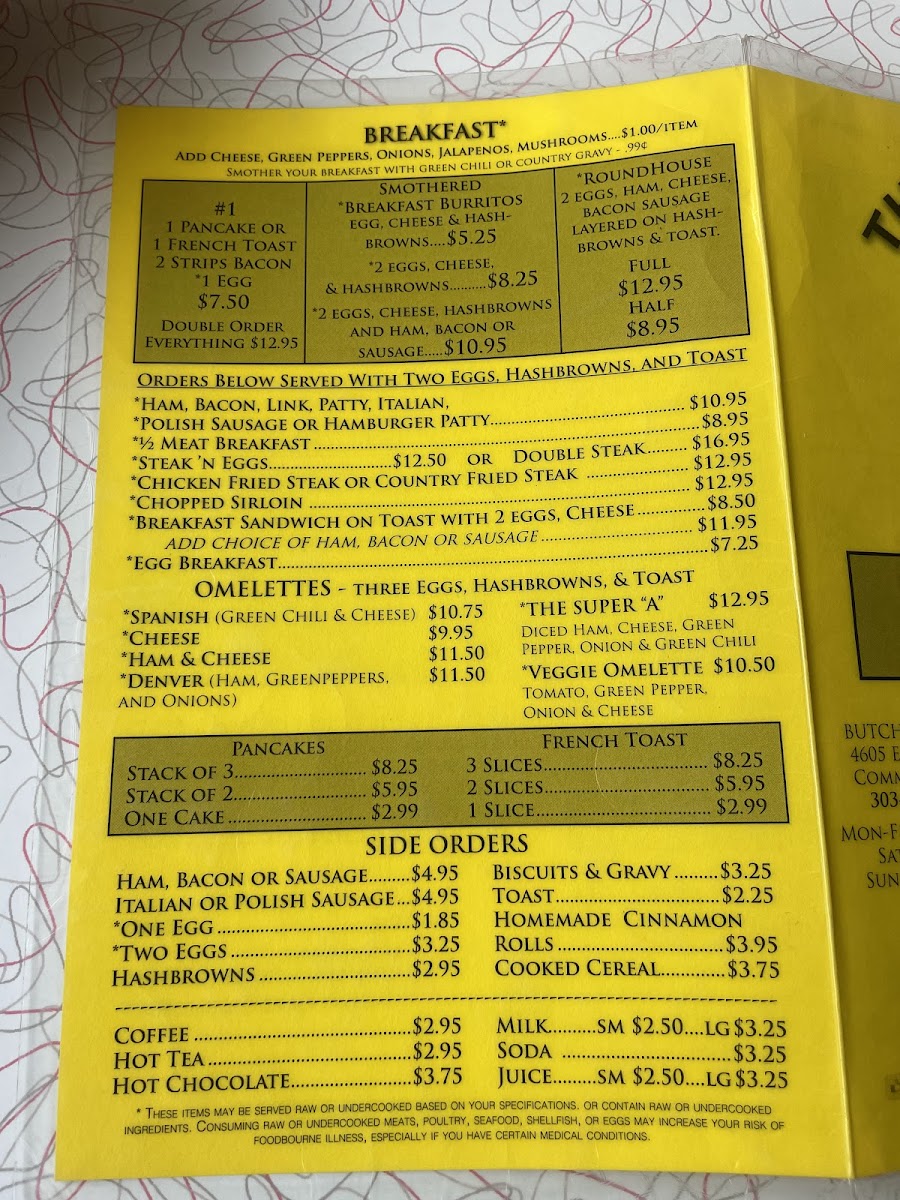 BREAKFAST*
ADD CHEESE, GREEN PEPPERS, ONIONS, JALAPENOS, MUSHROOMS....$1.00/ITEM
SMOTHER YOUR BREAKFAST WITH GREEN CHILI OR COUNTRY GRAVY - .99¢
#1
1 PANCAKE OR
1 FRENCH TOAST
2 STRIPS BACON
*1 EGG
$7.50
DOUBLE ORDER
EVERYTHING $12.95
SMOTHERED
*BREAKFAST BURRITOS
EGG, CHEESE & HASH-
BROWNS....$5.25
*2 EGGS, CHEESE,
& HASHBROWNS..........$8.25
*2 EGGS, CHEESE, HASHBROWNS
AND HAM, BACON OR
SAUSAGE.....$10.95
*ROUNDHOUSE
2 EGGS, HAM, CHEESE,
BACON SAUSAGE
LAYERED ON HASH-
BROWNS & TOAST.
FULL
$12.95
HALF
$8.95
ORDERS BELOW SERVED WITH TWO EGGS, HASHBROWNS, AND TOAST
*HAM, BACON, LINK, PATTY, ITALIAN,
*POLISH SAUSAGE OR HAMBURGER PATTY.......... $10.95
*½ MEAT BREAKFAST.......... $8.95
*STEAK 'N EGGS..........$12.50 OR DOUBLE STEAK........ $16.95
*CHICKEN FRIED STEAK OR COUNTRY FRIED STEAK .......... $12.95
*CHOPPED SIRLOIN .......... $12.95
*BREAKFAST SANDWICH ON TOAST WITH 2 EGGS, CHEESE..........$8.50
ADD CHOICE OF HAM, BACON OR SAUSAGE.......... $11.95
*EGG BREAKFAST..........$7.25
OMELETTES - THREE EGGS, HASHBROWNS, & TOAST
*SPANISH (GREEN CHILI & CHEESE) $10.75
*CHEESE $9.95
*HAM & CHEESE $11.50
*DENVER (HAM, GREENPEPPERS, $11.50
AND ONIONS)
*THE SUPER "A" $12.95
DICED HAM, CHEESE, GREEN
PEPPER, ONION & GREEN CHILI
*VEGGIE OMELETTE $10.50
TOMATO, GREEN PEPPER,
ONION & CHEESE
PANCAKES
STACK OF 3.......... $8.25
STACK OF 2.......... $5.95
ONE CAKE.......... $2.99
FRENCH TOAST
3 SLICES.......... $8.25
2 SLICES.......... $5.95
1 SLICE.......... $2.99
SIDE ORDERS
HAM, BACON OR SAUSAGE.........$4.95
ITALIAN OR POLISH SAUSAGE...$4.95
*ONE EGG..........$1.85
*TWO EGGS..........$3.25
HASHBROWNS..........$2.95
BISCUITS & GRAVY.........$3.25
TOAST..........$2.25
HOMEMADE CINNAMON
ROLLS..........$3.95
COOKED CEREAL.............$3.75
COFFEE ..........$2.95
HOT TEA..........$2.95
HOT CHOCOLATE..........$3.75
MILK.........SM $2.50....LG $3.25
SODA ..........$3.25
JUICE.........SM $2.50....LG $3.25
* THESE ITEMS MAY BE SERVED RAW OR UNDERCOOKED BASED ON YOUR SPECIFICATIONS. OR CONTAIN RAW OR UNDERCOOKED
INGREDIENTS. CONSUMING RAW OR UNDERCOOKED MEATS, POULTRY, SEAFOOD, SHELLFISH, OR EGGS MAY INCREASE YOUR RISK OF
FOODBOURNE ILLNESS, ESPECIALLY IF YOU HAVE CERTAIN MEDICAL CONDITIONS.
BUTCH
4605 E
COMM
303
MON-F
SAT
SUN